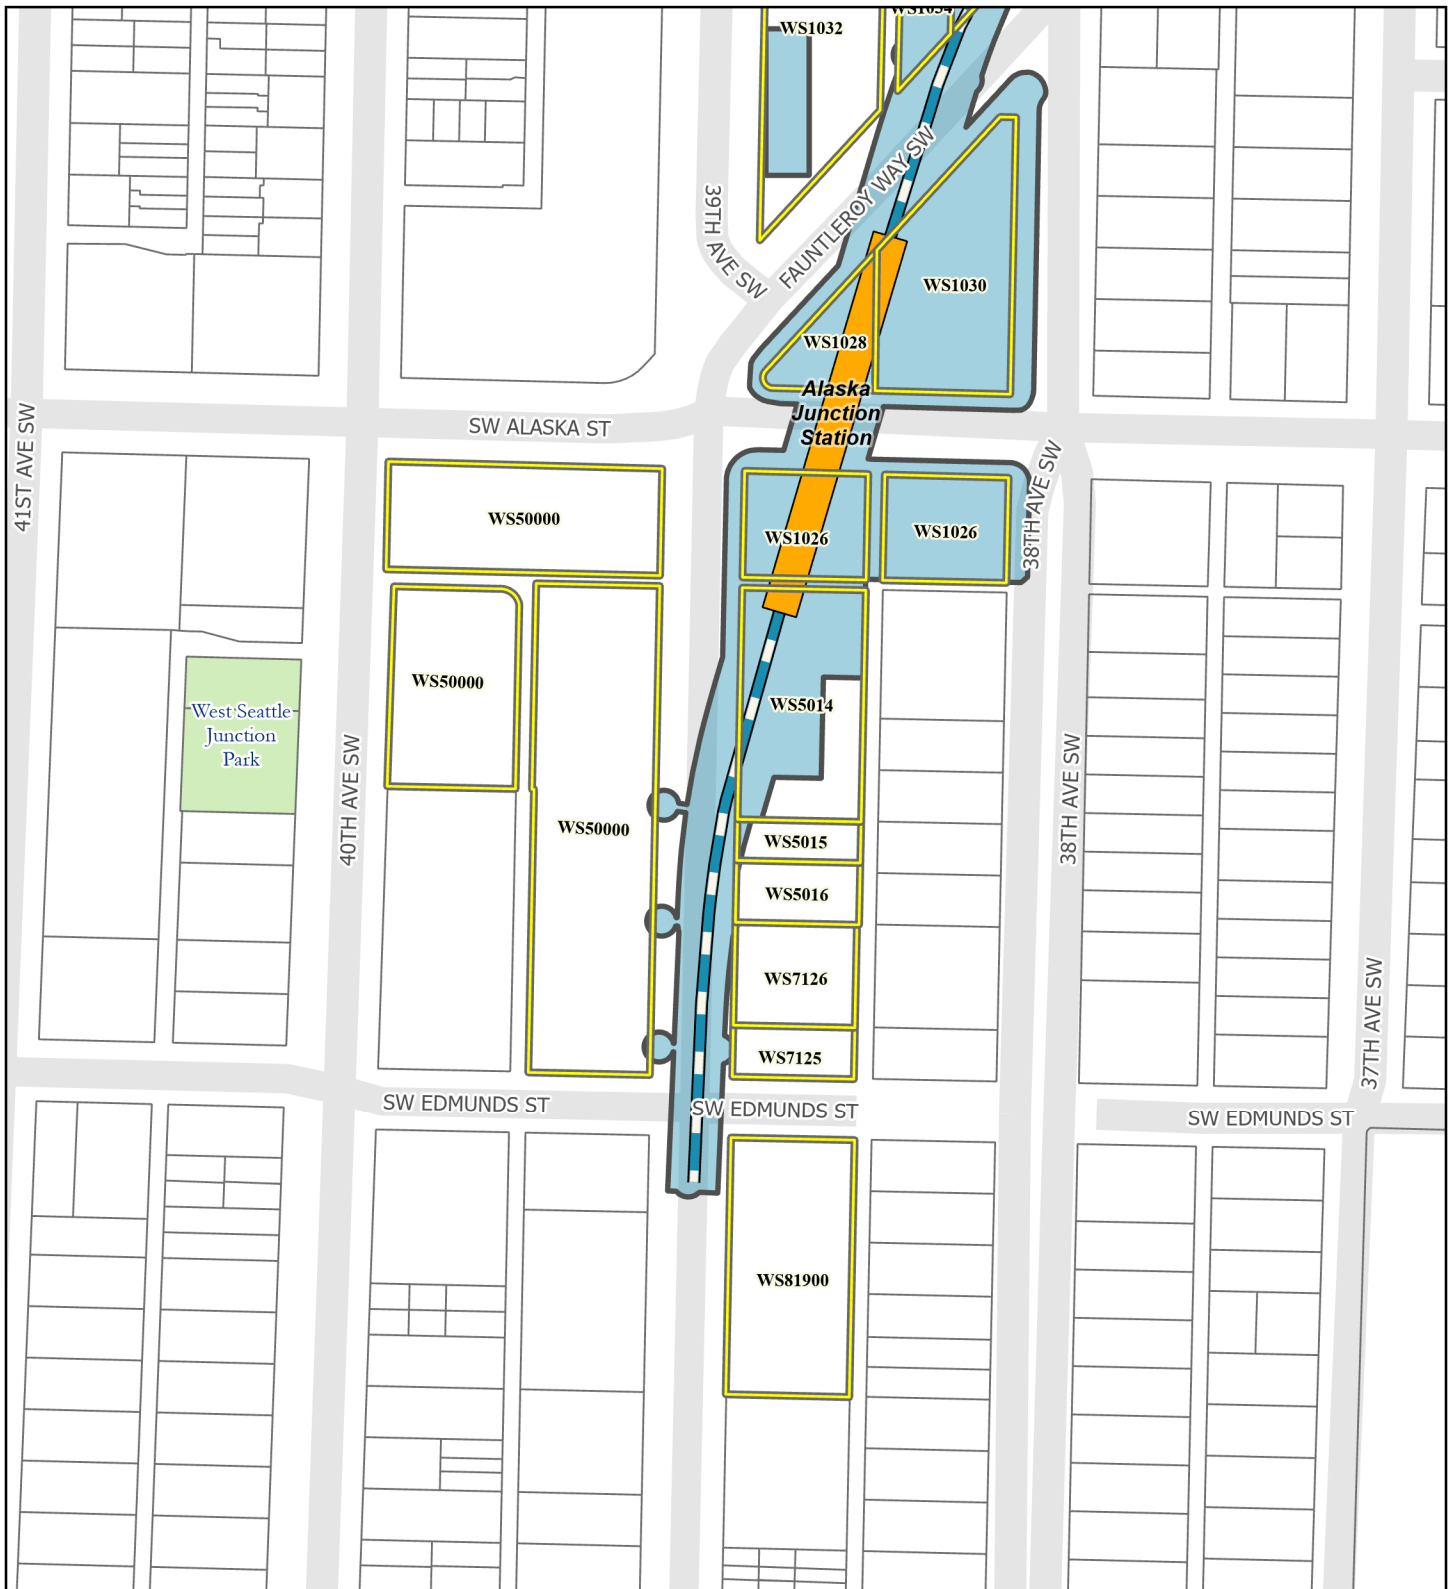 WS1034
WS1032
39TH AVE SW
FAUNTLEROY WAY SW
WS1030
WS1028
Alaska
Junction
Station
41ST AVE SW
SW ALASKA ST
38TH AVE SW
WS50000
WS1026
WS1026
WS50000
West Seattle
Junction
Park
WS5014
40TH AVE SW
38TH AVE SW
WS50000
WS5015
WS5016
WS7126
37TH AVE SW
WS7125
SW EDMUNDS ST
SW EDMUNDS ST
SW EDMUNDS ST
WS81900